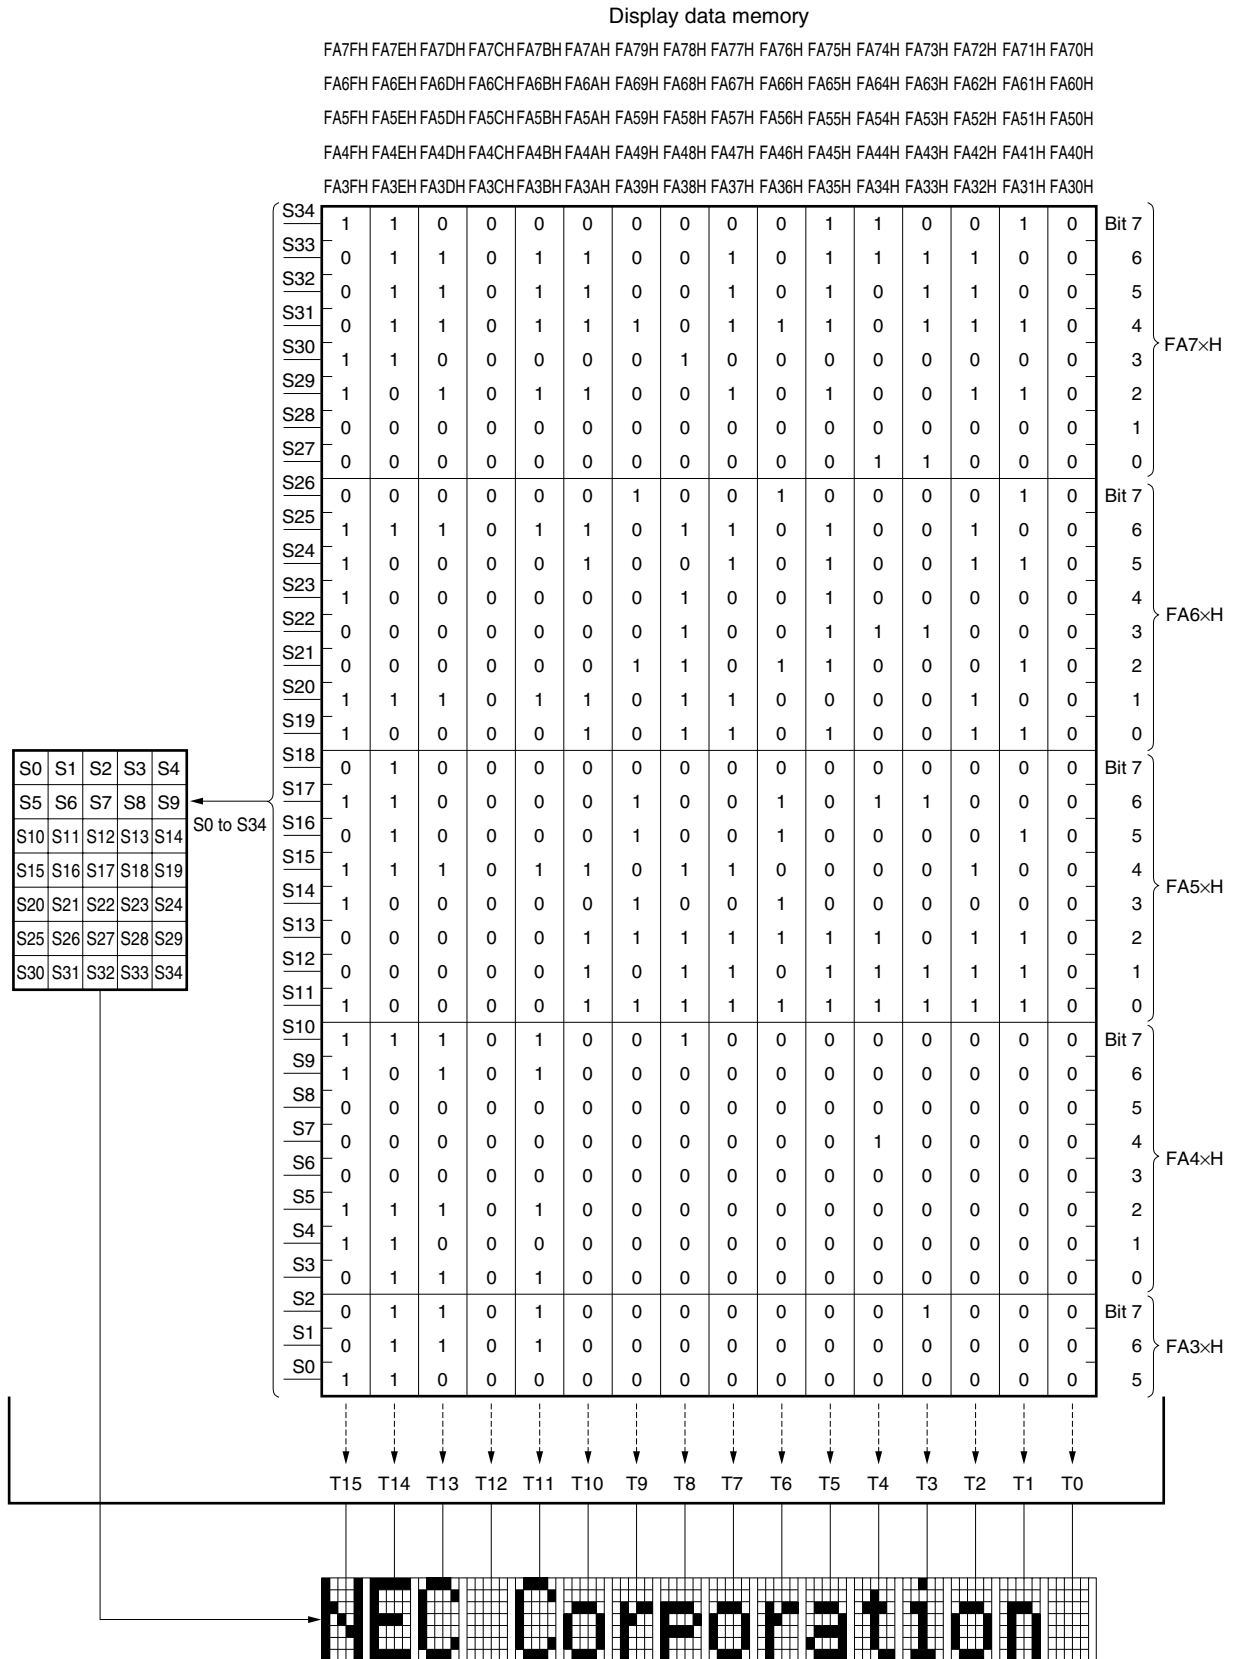 Display data memory
FA7FH FA7EH FA7DH FA7CH FA7BH FA7AH FA79H FA78H FA77H FA76H FA75H FA74H FA73H FA72H FA71H FA70H
FA6FH FA6EH FA6DH FA6CH FA6BH FA6AH FA69H FA68H FA67H FA66H FA65H FA64H FA63H FA62H FA61H FA60H
FA5FH FA5EH FA5DH FA5CH FA5BH FA5AH FA59H FA58H FA57H FA56H FA55H FA54H FA53H FA52H FA51H FA50H
FA4FH FA4EH FA4DH FA4CH FA4BH FA4AH FA49H FA48H FA47H FA46H FA45H FA44H FA43H FA42H FA41H FA40H
FA3FH FA3EH FA3DH FA3CH FA3BH FA3AH FA39H FA38H FA37H FA36H FA35H FA34H FA33H FA32H FA31H FA30H
S34 1 1 0 0 0 0 0 0 0 0 1 1 0 0 1 0 Bit 7
S33 0 1 1 0 1 1 0 0 1 0 1 1 1 1 0 0 6
S32 0 1 1 0 1 1 0 0 1 0 1 0 1 1 0 0 5
S31 0 1 1 0 1 1 1 0 1 1 1 0 1 1 1 0 4
FA7×H
S30 1 1 0 0 0 0 0 1 0 0 0 0 0 0 0 0 3
S29 1 0 1 0 1 1 0 0 1 0 1 0 0 1 1 0 2
S28 0 0 0 0 0 0 0 0 0 0 0 0 0 0 0 0 1
S27 0 0 0 0 0 0 0 0 0 0 0 1 1 0 0 0 0
S26 0 0 0 0 0 0 1 0 0 1 0 0 0 0 1 0 Bit 7
S25 1 1 1 0 1 1 0 1 1 0 1 0 0 1 0 0 6
S24 1 0 0 0 0 1 0 0 1 0 1 0 0 1 1 0 5
S23 1 0 0 0 0 0 0 1 0 0 1 0 0 0 0 0 4
FA6×H
S22 0 0 0 0 0 0 0 1 0 0 1 1 1 0 0 0 3
S21 0 0 0 0 0 0 1 1 0 1 1 0 0 0 1 0 2
S20 1 1 1 0 1 1 0 1 1 0 0 0 0 1 0 0 1
S19 1 0 0 0 0 1 0 1 1 0 1 0 0 1 1 0 0
S18 0 1 0 0 0 0 0 0 0 0 0 0 0 0 0 0 Bit 7
S17 1 1 0 0 0 0 1 0 0 1 0 1 1 0 0 0 6
S16 0 1 0 0 0 0 1 0 0 1 0 0 0 0 1 0 5
S15 1 1 1 0 1 1 0 1 1 0 0 0 0 1 0 0 4
FA5×H
S14 1 0 0 0 0 0 1 0 0 1 0 0 0 0 0 0 3
S13 0 0 0 0 0 1 1 1 1 1 1 1 0 1 1 0 2
S12 0 0 0 0 0 1 0 1 1 0 1 1 1 1 1 0 1
S11 1 0 0 0 0 1 1 1 1 1 1 1 1 1 1 0 0
S10 1 1 1 0 1 0 0 1 0 0 0 0 0 0 0 0 Bit 7
S9 1 0 1 0 1 0 0 0 0 0 0 0 0 0 0 0 6
S8 0 0 0 0 0 0 0 0 0 0 0 0 0 0 0 0 5
S7 0 0 0 0 0 0 0 0 0 0 0 1 0 0 0 0 4
FA4×H
S6 0 0 0 0 0 0 0 0 0 0 0 0 0 0 0 0 3
S5 1 1 1 0 1 0 0 0 0 0 0 0 0 0 0 0 2
S4 1 1 0 0 0 0 0 0 0 0 0 0 0 0 0 0 1
S3 0 1 1 0 1 0 0 0 0 0 0 0 0 0 0 0 0
S2 0 1 1 0 1 0 0 0 0 0 0 0 1 0 0 0 Bit 7
S1 0 1 1 0 1 0 0 0 0 0 0 0 0 0 0 0 6
FA3×H
S0 1 1 0 0 0 0 0 0 0 0 0 0 0 0 0 0 5
S0 S1 S2 S3 S4
S5 S6 S7 S8 S9
S10 S11 S12 S13 S14
S15 S16 S17 S18 S19
S20 S21 S22 S23 S24
S25 S26 S27 S28 S29
S30 S31 S32 S33 S34
S0 to S34
T15 T14 T13 T12 T11 T10 T9 T8 T7 T6 T5 T4 T3 T2 T1 T0
NEC Corporation